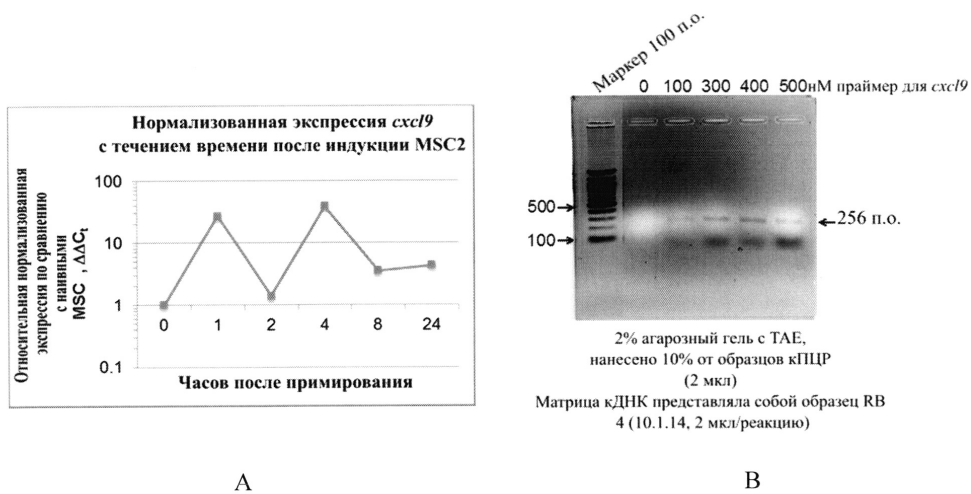 Нормализованная экспрессия cxcl9
с течением времени после индукции MSC2
Относительная нормализованная
экспрессия по сравнению
с наивными
MSC , ΔΔCt
100
10
1
0.1
0 1 2 4 8 24
Часов после примирования
A
Маркер 100 п.о.
0 100 300 400 500нМ праймер для cxcl9
500
100
256 п.о.
2% агарозный гель с TAE,
нанесено 10% от образцов кПЦР
(2 мкл)
Матрица кДНК представляла собой образец RB
4 (10.1.14, 2 мкл/реакцию)
B